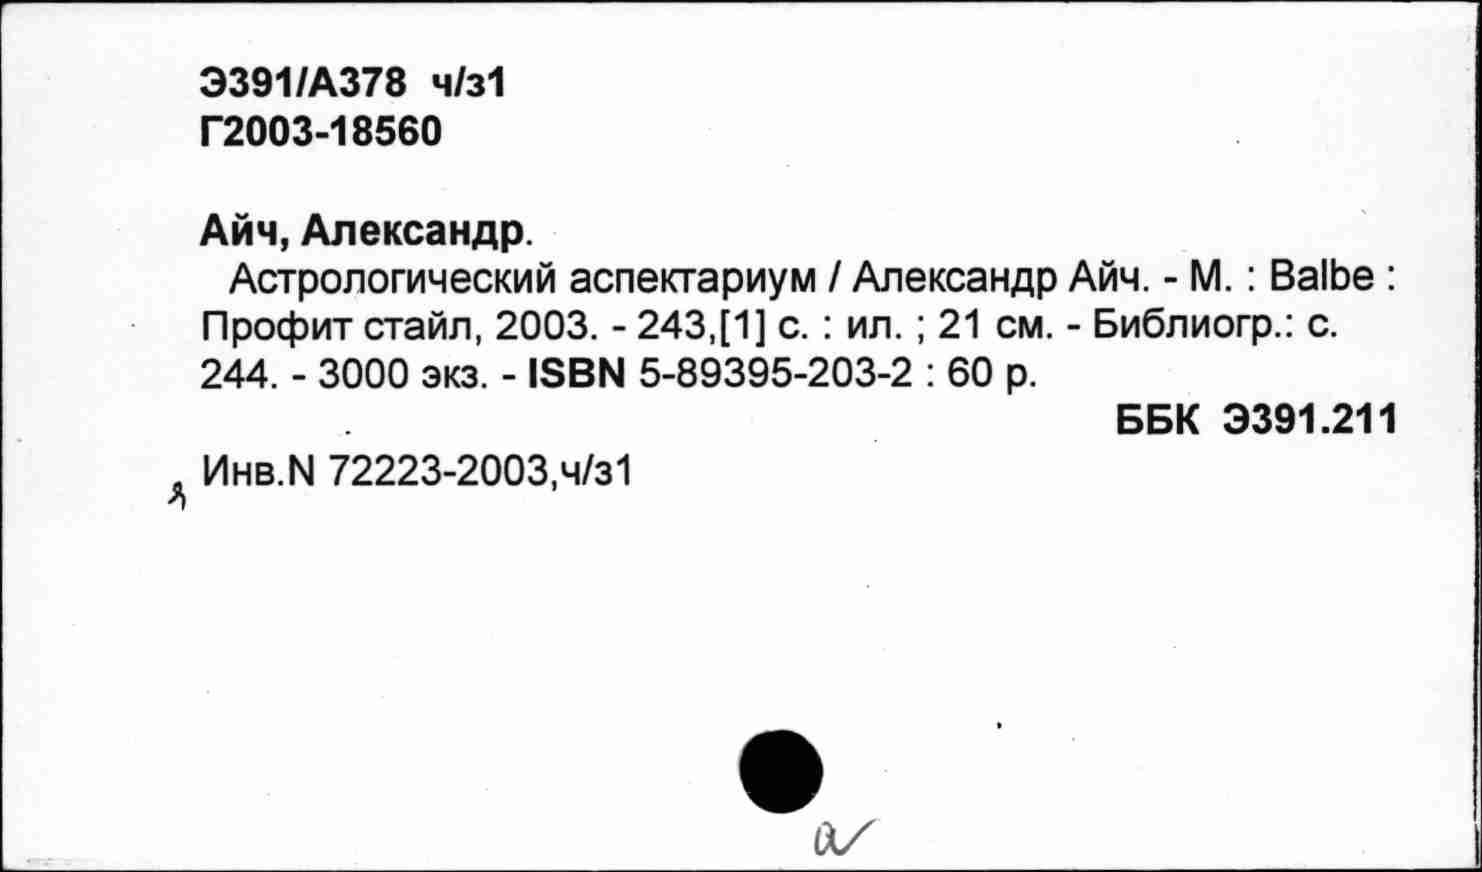 Э391/А378 ч/з1
Г2003-18560
Айч, Александр.
Астрологический аспектариум / Александр Айч. - М. : Balbe :
Профит стайл, 2003. - 243,[1] с. : ил. ; 21 см. - Библиогр.: с.
244. - 3000 экз. - ISBN 5-89395-203-2 : 60 р.
ББК Э391.211
Инв.N 72223-2003,ч/з1